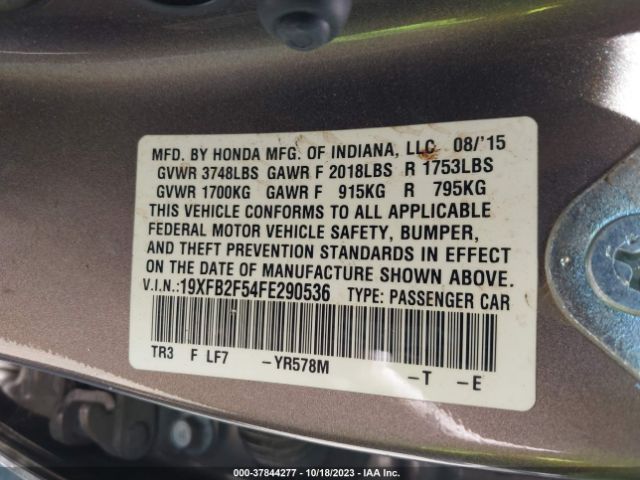 MFD. BY HONDA MFG. OF INDIANA, LLC 08/'15
GVWR 3748LBS GAWR F 2018LBS R 1753LBS
GVWR 1700KG GAWR F 915KG R 795KG
THIS VEHICLE CONFORMS TO ALL APPLICABLE
FEDERAL MOTOR VEHICLE SAFETY, BUMPER,
AND THEFT PREVENTION STANDARDS IN EFFECT
ON THE DATE OF MANUFACTURE SHOWN ABOVE.
V.I.N.:19XFB2F54FE290536 TYPE: PASSENGER CAR
TR3 F LF7 -YR578M -T -E
000-37844277 | 10/18/2023 | IAA Inc.